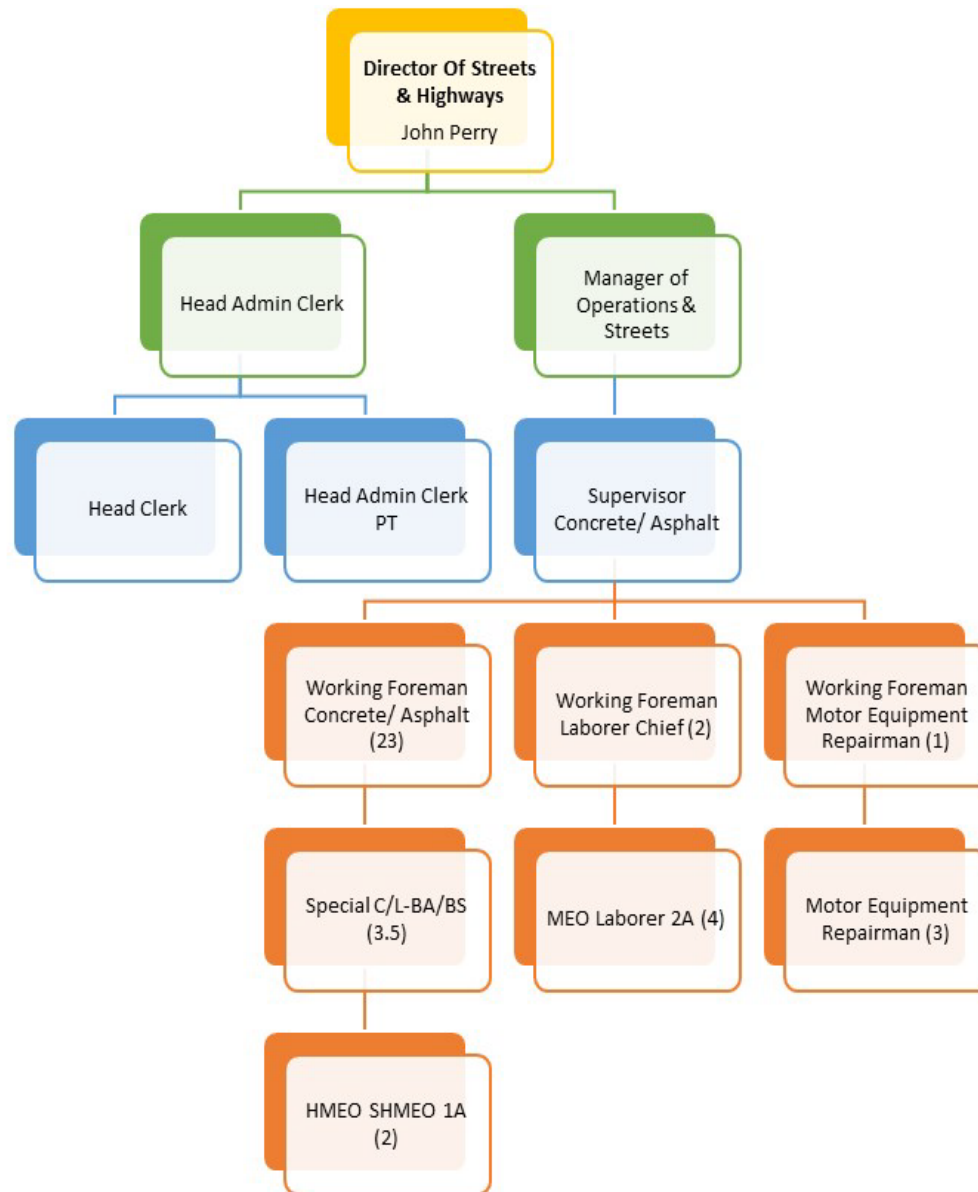 Director Of Streets
& Highways
John Perry
Head Admin Clerk
Manager of
Operations &
Streets
Head Clerk
Head Admin Clerk
PT
Supervisor
Concrete/ Asphalt
Working Foreman
Concrete/ Asphalt
(23)
Working Foreman
Laborer Chief (2)
Working Foreman
Motor Equipment
Repairman (1)
Special C/L-BA/BS
(3.5)
MEO Laborer 2A (4)
Motor Equipment
Repairman (3)
HMEO SHMEO 1A
(2)